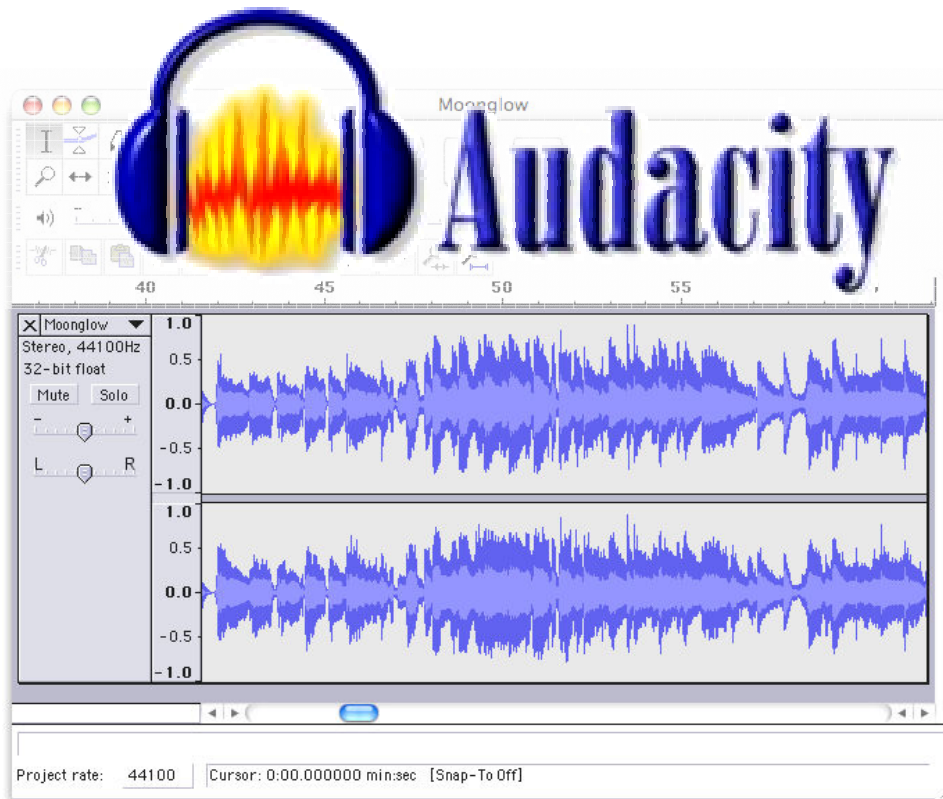 Moonglow
Audacity
40 45 50 55
Moonglow
Stereo, 44100Hz
32-bit float
Mute Solo
- +
L R
1.0
0.5
0.0
-0.5
-1.0
1.0
0.5
0.0
-0.5
-1.0
Project rate: 44100 Cursor: 0:00.000000 min:sec [Snap-To Off]